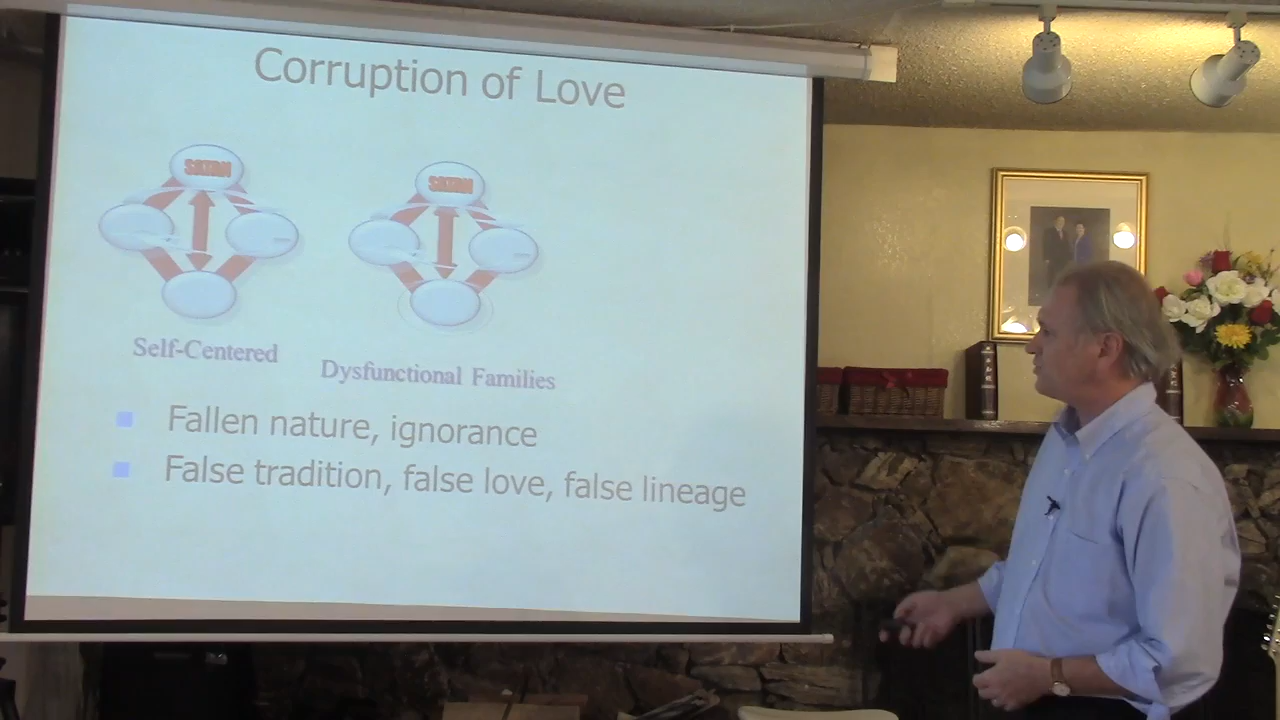 Corruption of Love
SATAN
SATAN
Self-Centered
Dysfunctional Families
Fallen nature, ignorance
False tradition, false love, false lineage